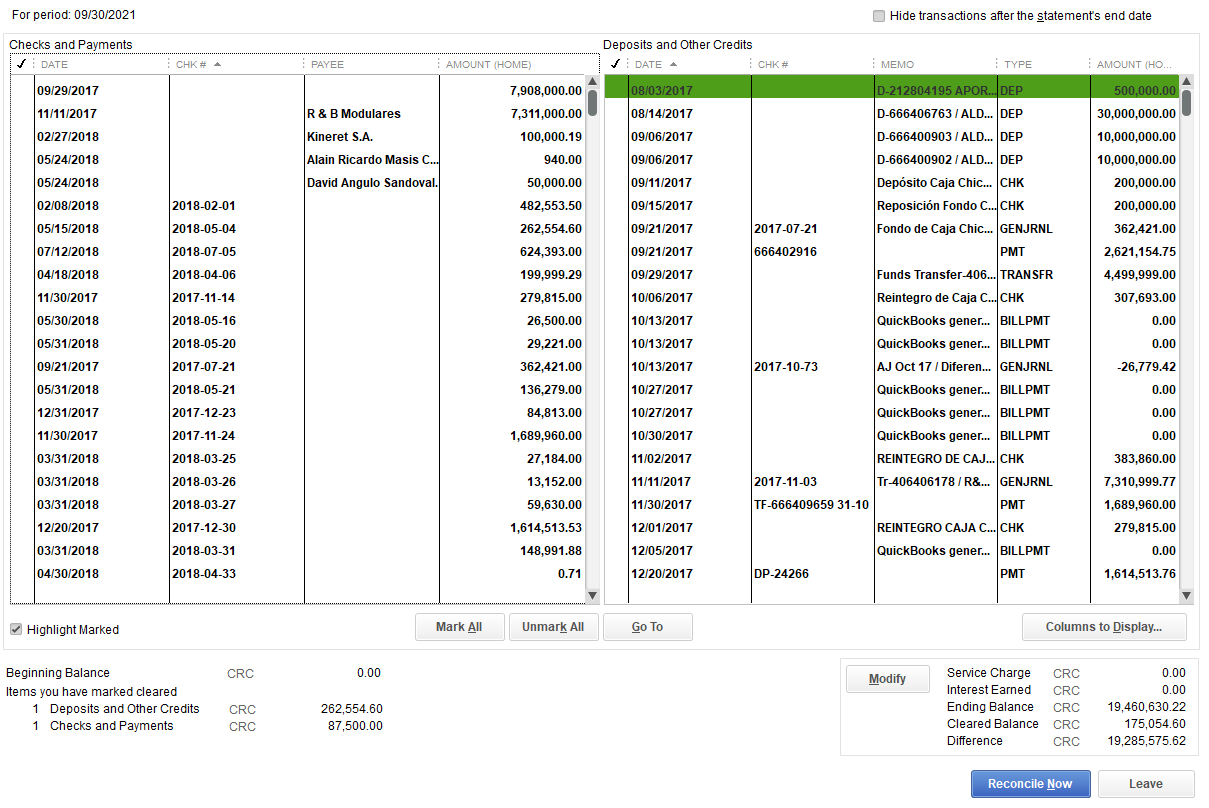 For period: 09/30/2021
Hide transactions after the statement's end date
Checks and Payments
DATE CHK # PAYEE AMOUNT (HOME)
09/29/2017 7,908,000.00
11/11/2017 R & B Modulares 7,311,000.00
02/27/2018 Kineret S.A. 100,000.19
05/24/2018 Alain Ricardo Masis C... 940.00
05/24/2018 David Angulo Sandoval. 50,000.00
02/08/2018 2018-02-01 482,553.50
05/15/2018 2018-05-04 262,554.60
07/12/2018 2018-07-05 624,393.00
04/18/2018 2018-04-06 199,999.29
11/30/2017 2017-11-14 279,815.00
05/30/2018 2018-05-16 26,500.00
05/31/2018 2018-05-20 29,221.00
09/21/2017 2017-07-21 362,421.00
05/31/2018 2018-05-21 136,279.00
12/31/2017 2017-12-23 84,813.00
11/30/2017 2017-11-24 1,689,960.00
03/31/2018 2018-03-25 27,184.00
03/31/2018 2018-03-26 13,152.00
03/31/2018 2018-03-27 59,630.00
12/20/2017 2017-12-30 1,614,513.53
03/31/2018 2018-03-31 148,991.88
04/30/2018 2018-04-33 0.71
Deposits and Other Credits
DATE CHK # MEMO TYPE AMOUNT (HO...
08/03/2017 D-212804195 APOR... DEP 500,000.00
08/14/2017 D-666406763 / ALD... DEP 30,000,000.00
09/06/2017 D-666400903 / ALD... DEP 10,000,000.00
09/06/2017 D-666400902 / ALD... DEP 10,000,000.00
09/11/2017 Depósito Caja Chic... CHK 200,000.00
09/15/2017 Reposición Fondo C... CHK 200,000.00
09/21/2017 2017-07-21 Fondo de Caja Chic... GENJRNL 362,421.00
09/21/2017 666402916 PMT 2,621,154.75
09/29/2017 Funds Transfer-406... TRANSFR 4,499,999.00
10/06/2017 Reintegro de Caja C... CHK 307,693.00
10/13/2017 QuickBooks gener... BILLPMT 0.00
10/13/2017 QuickBooks gener... BILLPMT 0.00
10/13/2017 2017-10-73 AJ Oct 17 / Diferen... GENJRNL -26,779.42
10/27/2017 QuickBooks gener... BILLPMT 0.00
10/27/2017 QuickBooks gener... BILLPMT 0.00
10/30/2017 QuickBooks gener... BILLPMT 0.00
11/02/2017 REINTEGRO DE CAJ... CHK 383,860.00
11/11/2017 2017-11-03 Tr-406406178 / R&... GENJRNL 7,310,999.77
11/30/2017 TF-666409659 31-10 PMT 1,689,960.00
12/01/2017 REINTEGRO CAJA C... CHK 279,815.00
12/05/2017 QuickBooks gener... BILLPMT 0.00
12/20/2017 DP-24266 PMT 1,614,513.76
Highlight Marked
Mark All
Unmark All
Go To
Columns to Display...
Beginning Balance CRC 0.00
Items you have marked cleared
1 Deposits and Other Credits CRC 262,554.60
1 Checks and Payments CRC 87,500.00
Modify
Service Charge CRC 0.00
Interest Earned CRC 0.00
Ending Balance CRC 19,460,630.22
Cleared Balance CRC 175,054.60
Difference CRC 19,285,575.62
Reconcile Now
Leave